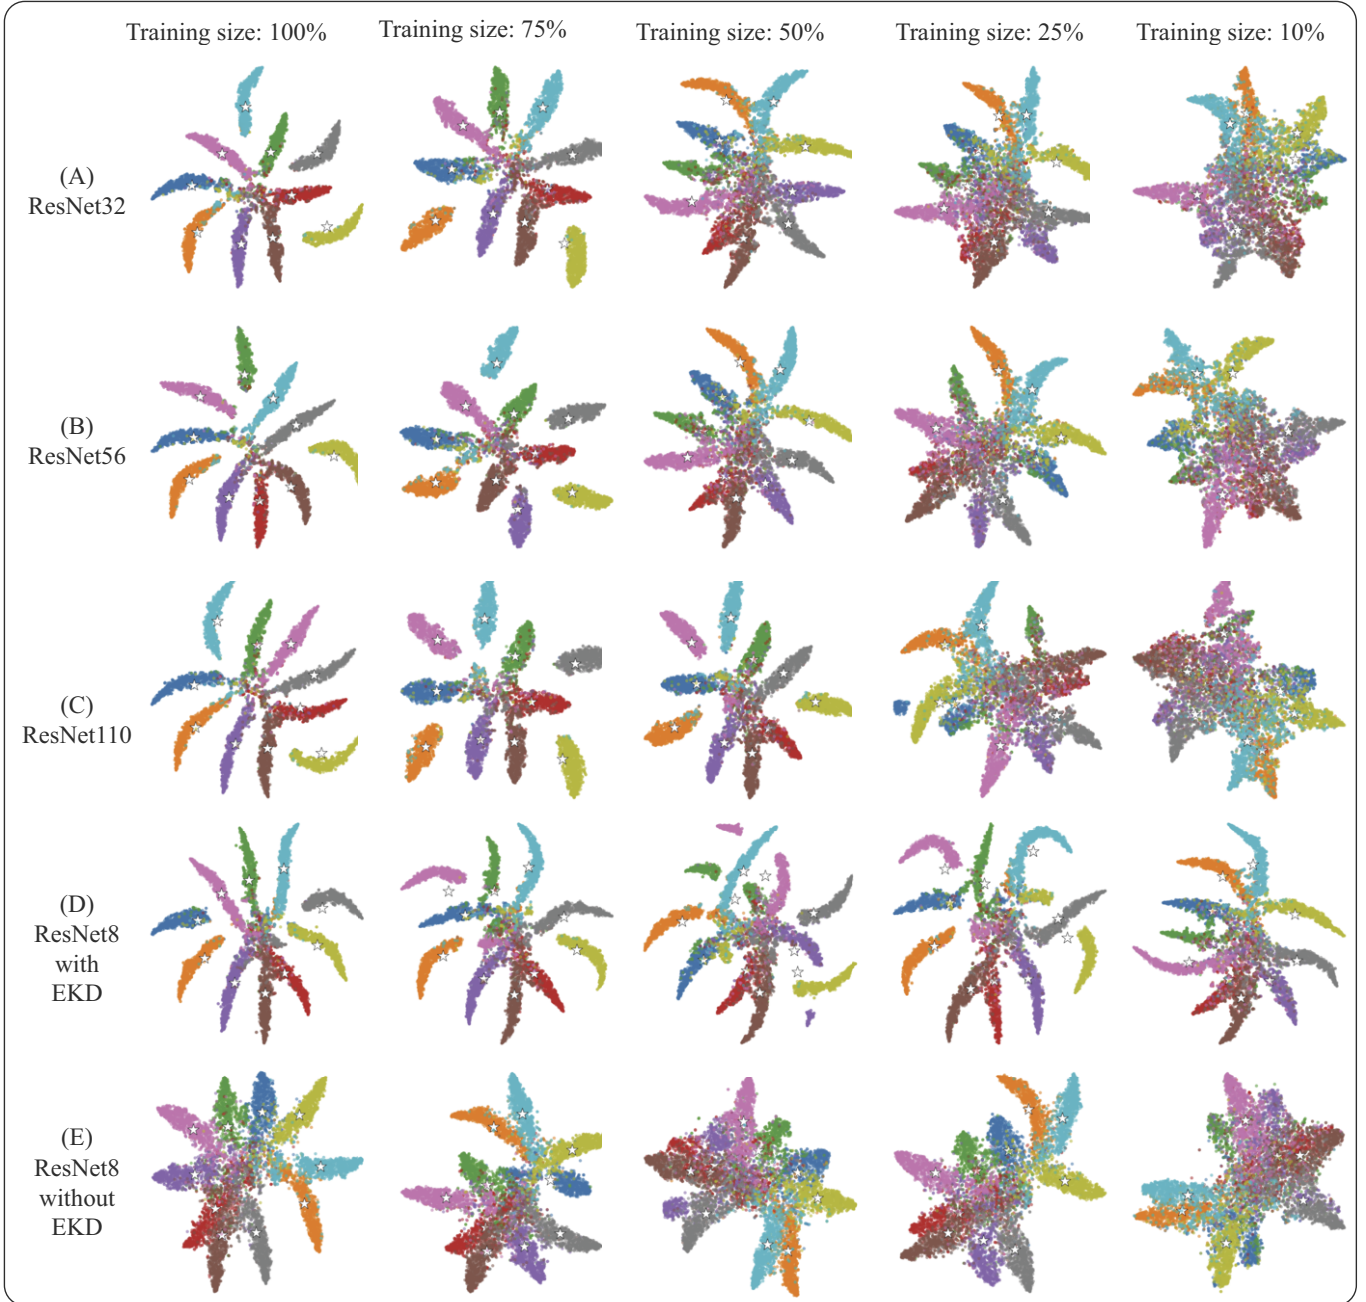 Training size: 100%
Training size: 75%
Training size: 50%
Training size: 25%
Training size: 10%
(A)
ResNet32
(B)
ResNet56
(C)
ResNet110
(D)
ResNet8
with
EKD
(E)
ResNet8
without
EKD